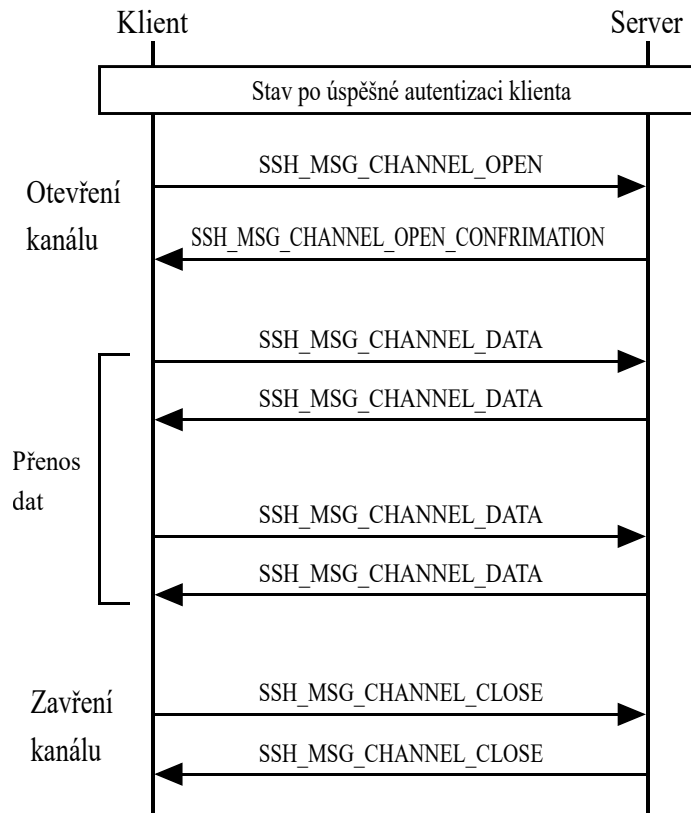 Klient
Server
Stav po úspěšné autentizaci klienta
SSH_MSG_CHANNEL_OPEN
Otevření
kanálu
SSH_MSG_CHANNEL_OPEN_CONFRIMATION
SSH_MSG_CHANNEL_DATA
SSH_MSG_CHANNEL_DATA
Přenos
dat
SSH_MSG_CHANNEL_DATA
SSH_MSG_CHANNEL_DATA
Zavření
kanálu
SSH_MSG_CHANNEL_CLOSE
SSH_MSG_CHANNEL_CLOSE